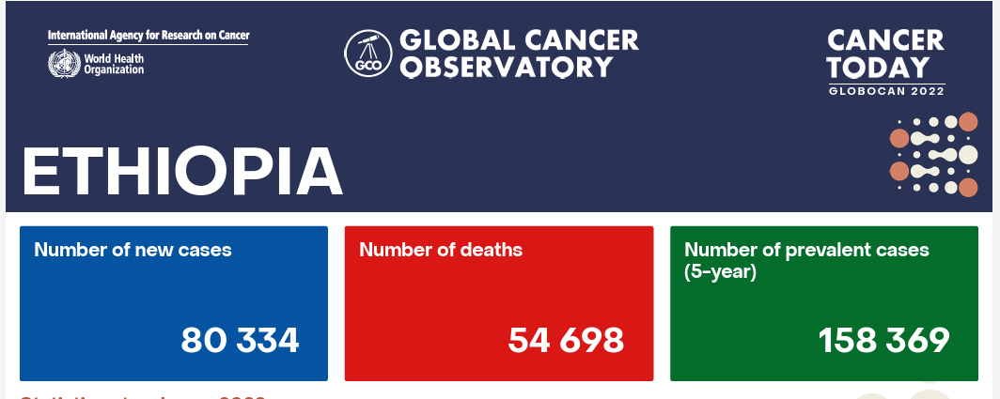 International Agency for Research on Cancer
World Health
Organization
GCO
GLOBAL CANCER
OBSERVATORY
CANCER
TODAY
GLOBOCAN 2022
ETHIOPIA
Number of new cases
80 334
Number of deaths
54 698
Number of prevalent cases
(5-year)
158 369